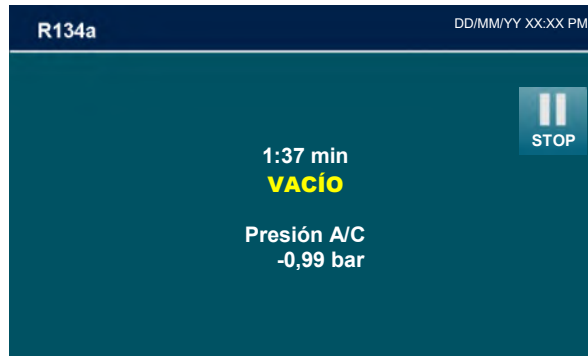 R134a
DD/MM/YY XX:XX PM
STOP
1:37 min
VACÍO
Presión A/C
-0,99 bar